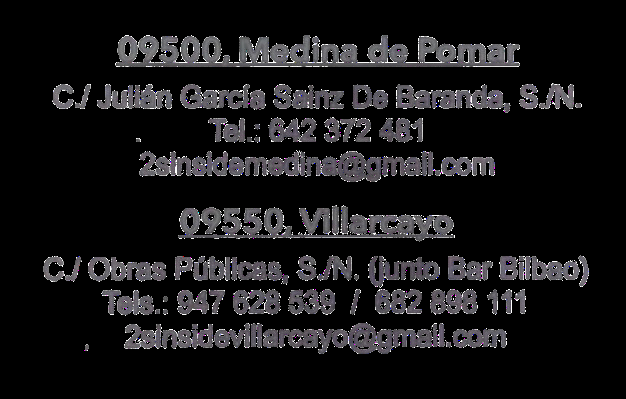 09500, Medina de Pomar
C./ Julián García Sainz De Baranda, S./N.
Tel.: 642 372 481
2sinsidemedina@gmail.com
09550, Villarcayo
C./ Obras Públicas, S./N. (junto Bar Bilbao)
Tels.: 947 628 539 / 682 898 111
2sinsidevillarcayo@gmail.com